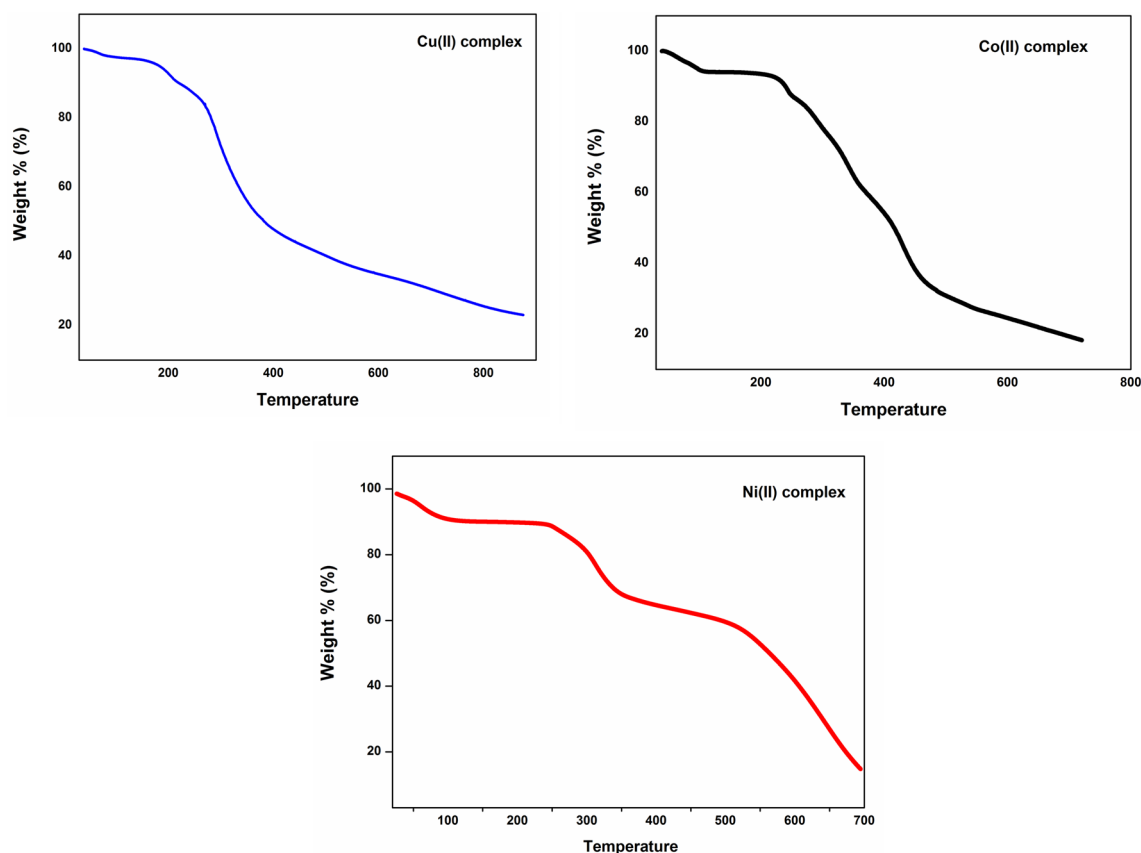 Cu(II) complex
Weight % (%)
100
80
60
40
20
200 400 600 800
Temperature
Co(II) complex
Weight % (%)
100
80
60
40
20
200 400 600 800
Temperature
Ni(II) complex
Weight % (%)
100
80
60
40
20
100 200 300 400 500 600 700
Temperature